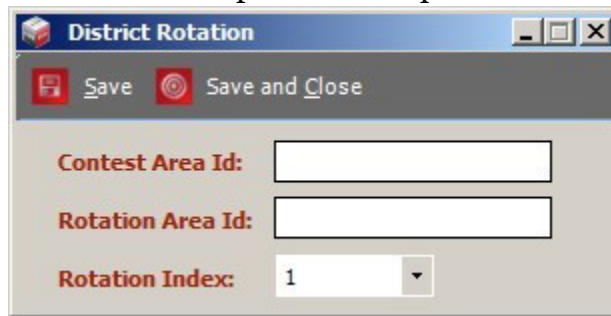 District Rotation
Save Save and Close
Contest Area Id:
Rotation Area Id:
Rotation Index: 1